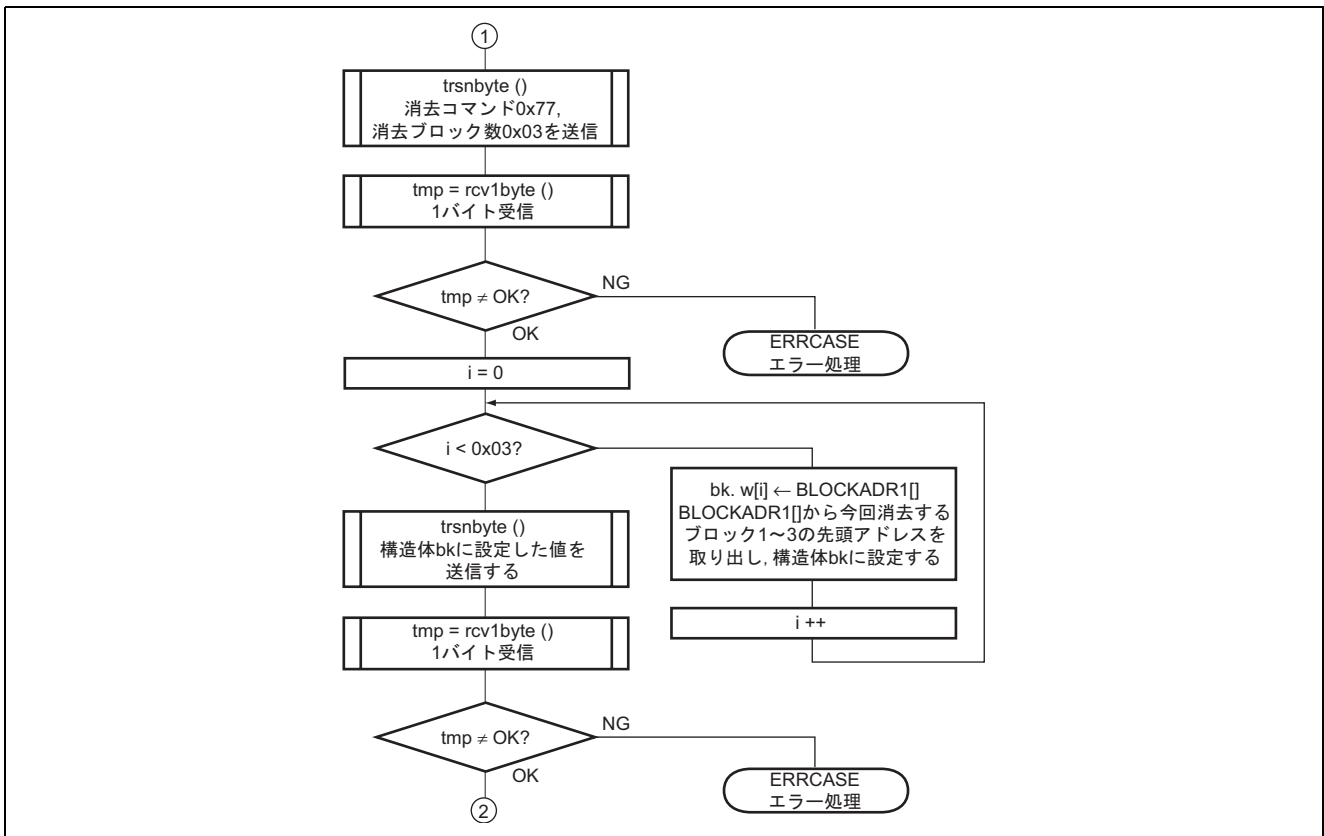 1
trsnbyte ()
消去コマンド0x77,
消去ブロック数0x03を送信
tmp = rcv1byte ()
1バイト受信
tmp ≠ OK?
NG
OK
ERRCASE
エラー処理
i = 0
i < 0x03?
bk. w[i] ← BLOCKADR1[]
BLOCKADR1[]から今回消去する
ブロック1～3の先頭アドレスを
取り出し, 構造体bkに設定する
i ++
trsnbyte ()
構造体bkに設定した値を
送信する
tmp = rcv1byte ()
1バイト受信
tmp ≠ OK?
NG
OK
ERRCASE
エラー処理
2